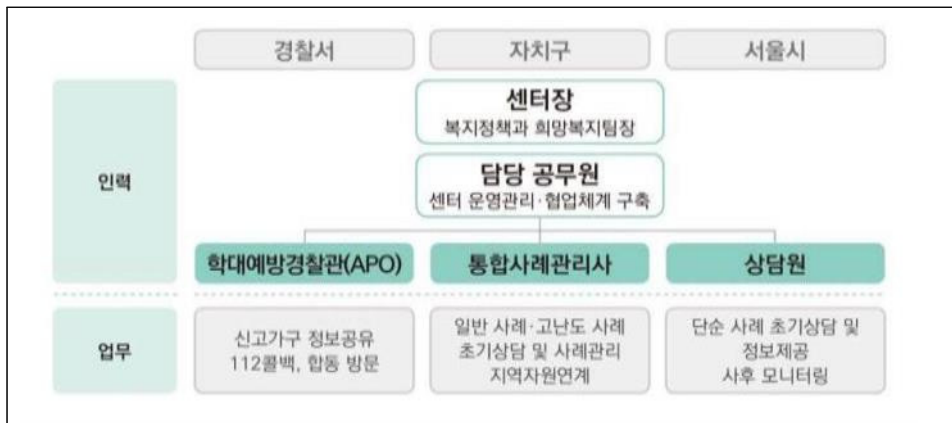 경찰서
자치구
서울시
센터장
복지정책과 희망복지팀장
인력
담당 공무원
센터 운영관리·협업체계 구축
학대예방경찰관(APO)
통합사례관리사
상담원
업무
신고가구 정보공유
112콜백, 합동 방문
일반 사례·고난도 사례
초기상담 및 사례관리
지역자원연계
단순 사례 초기상담 및
정보제공
사후 모니터링